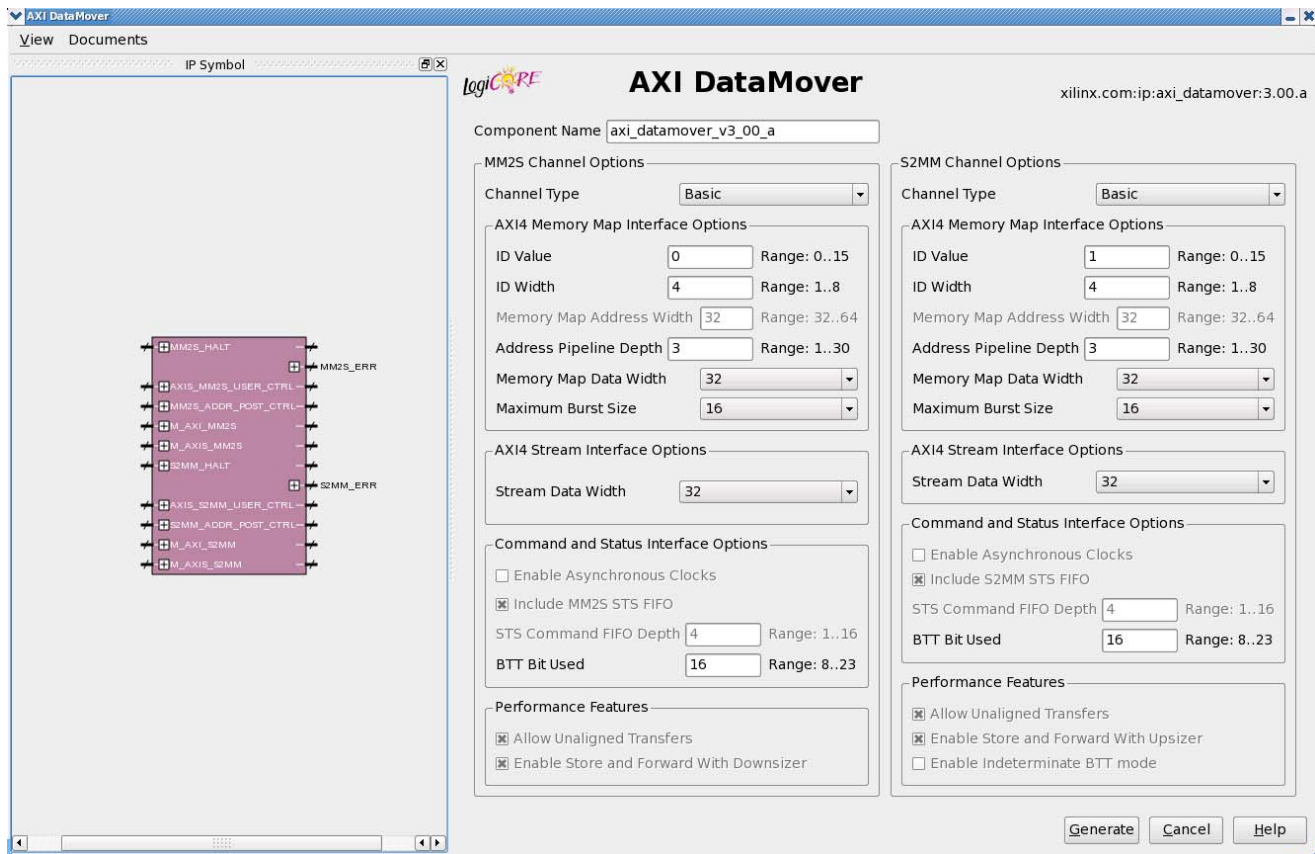 AXI DataMover
View Documents
IP Symbol
MM2S_HALT
MM2S_ERR
AXIS_MM2S_USER_CTRL
MM2S_ADDR_POST_CTRL
M_AXI_MM2S
M_AXIS_MM2S
S2MM_HALT
S2MM_ERR
AXIS_S2MM_USER_CTRL
S2MM_ADDR_POST_CTRL
M_AXI_S2MM
M_AXIS_S2MM
LogiCORE
AXI DataMover
xilinx.com:ip:axi_datamover:3.00.a
Component Name axi_datamover_v3_00_a
MM2S Channel Options
Channel Type Basic
AXI4 Memory Map Interface Options
ID Value 0 Range: 0..15
ID Width 4 Range: 1..8
Memory Map Address Width 32 Range: 32..64
Address Pipeline Depth 3 Range: 1..30
Memory Map Data Width 32
Maximum Burst Size 16
AXI4 Stream Interface Options
Stream Data Width 32
Command and Status Interface Options
Enable Asynchronous Clocks
Include MM2S STS FIFO
STS Command FIFO Depth 4 Range: 1..16
BTT Bit Used 16 Range: 8..23
Performance Features
Allow Unaligned Transfers
Enable Store and Forward With Downsizer
S2MM Channel Options
Channel Type Basic
AXI4 Memory Map Interface Options
ID Value 1 Range: 0..15
ID Width 4 Range: 1..8
Memory Map Address Width 32 Range: 32..64
Address Pipeline Depth 3 Range: 1..30
Memory Map Data Width 32
Maximum Burst Size 16
AXI4 Stream Interface Options
Stream Data Width 32
Command and Status Interface Options
Enable Asynchronous Clocks
Include S2MM STS FIFO
STS Command FIFO Depth 4 Range: 1..16
BTT Bit Used 16 Range: 8..23
Performance Features
Allow Unaligned Transfers
Enable Store and Forward With Upsizer
Enable Indeterminate BTT mode
Generate Cancel Help